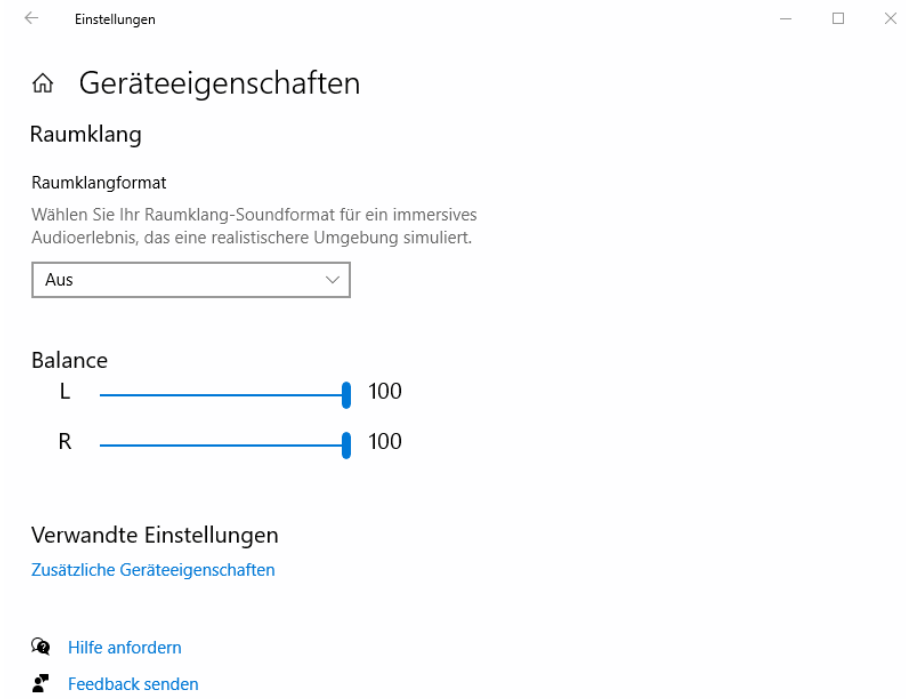 Einstellungen
Geräteeigenschaften
Raumklang
Raumklangformat
Wählen Sie Ihr Raumklang-Soundformat für ein immersives
Audioerlebnis, das eine realistischere Umgebung simuliert.
Aus
Balance
L 100
R 100
Verwandte Einstellungen
Zusätzliche Geräteeigenschaften
Hilfe anfordern
Feedback senden